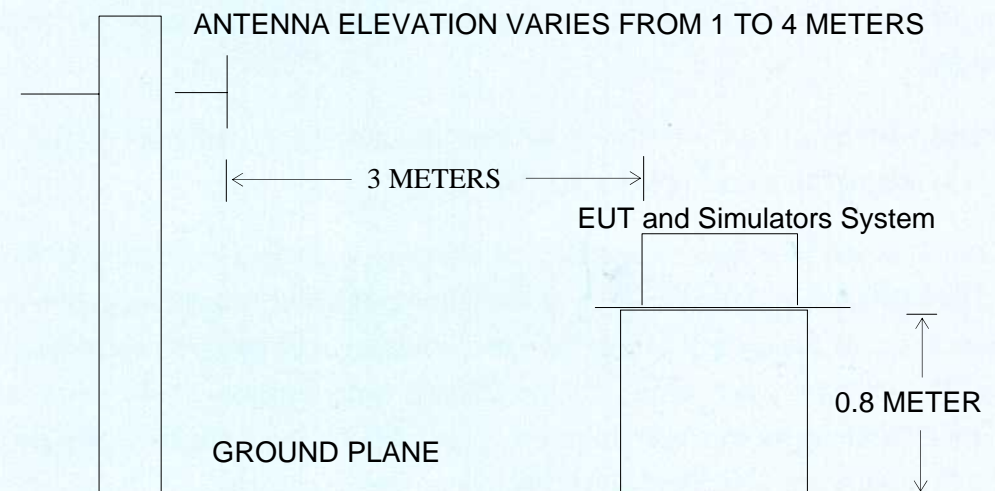 ANTENNA ELEVATION VARIES FROM 1 TO 4 METERS
3 METERS
EUT and Simulators System
0.8 METER
GROUND PLANE